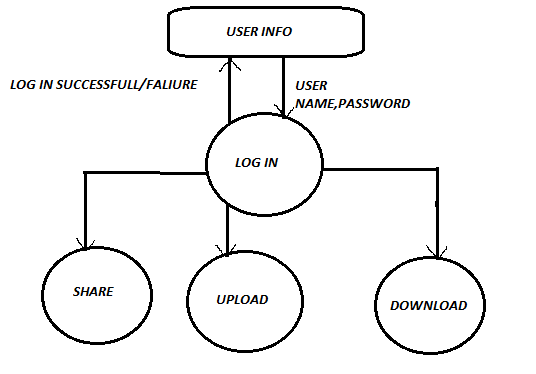 USER INFO
LOG IN SUCCESSFULL/FALIURE
USER
NAME,PASSWORD
LOG IN
SHARE
UPLOAD
DOWNLOAD